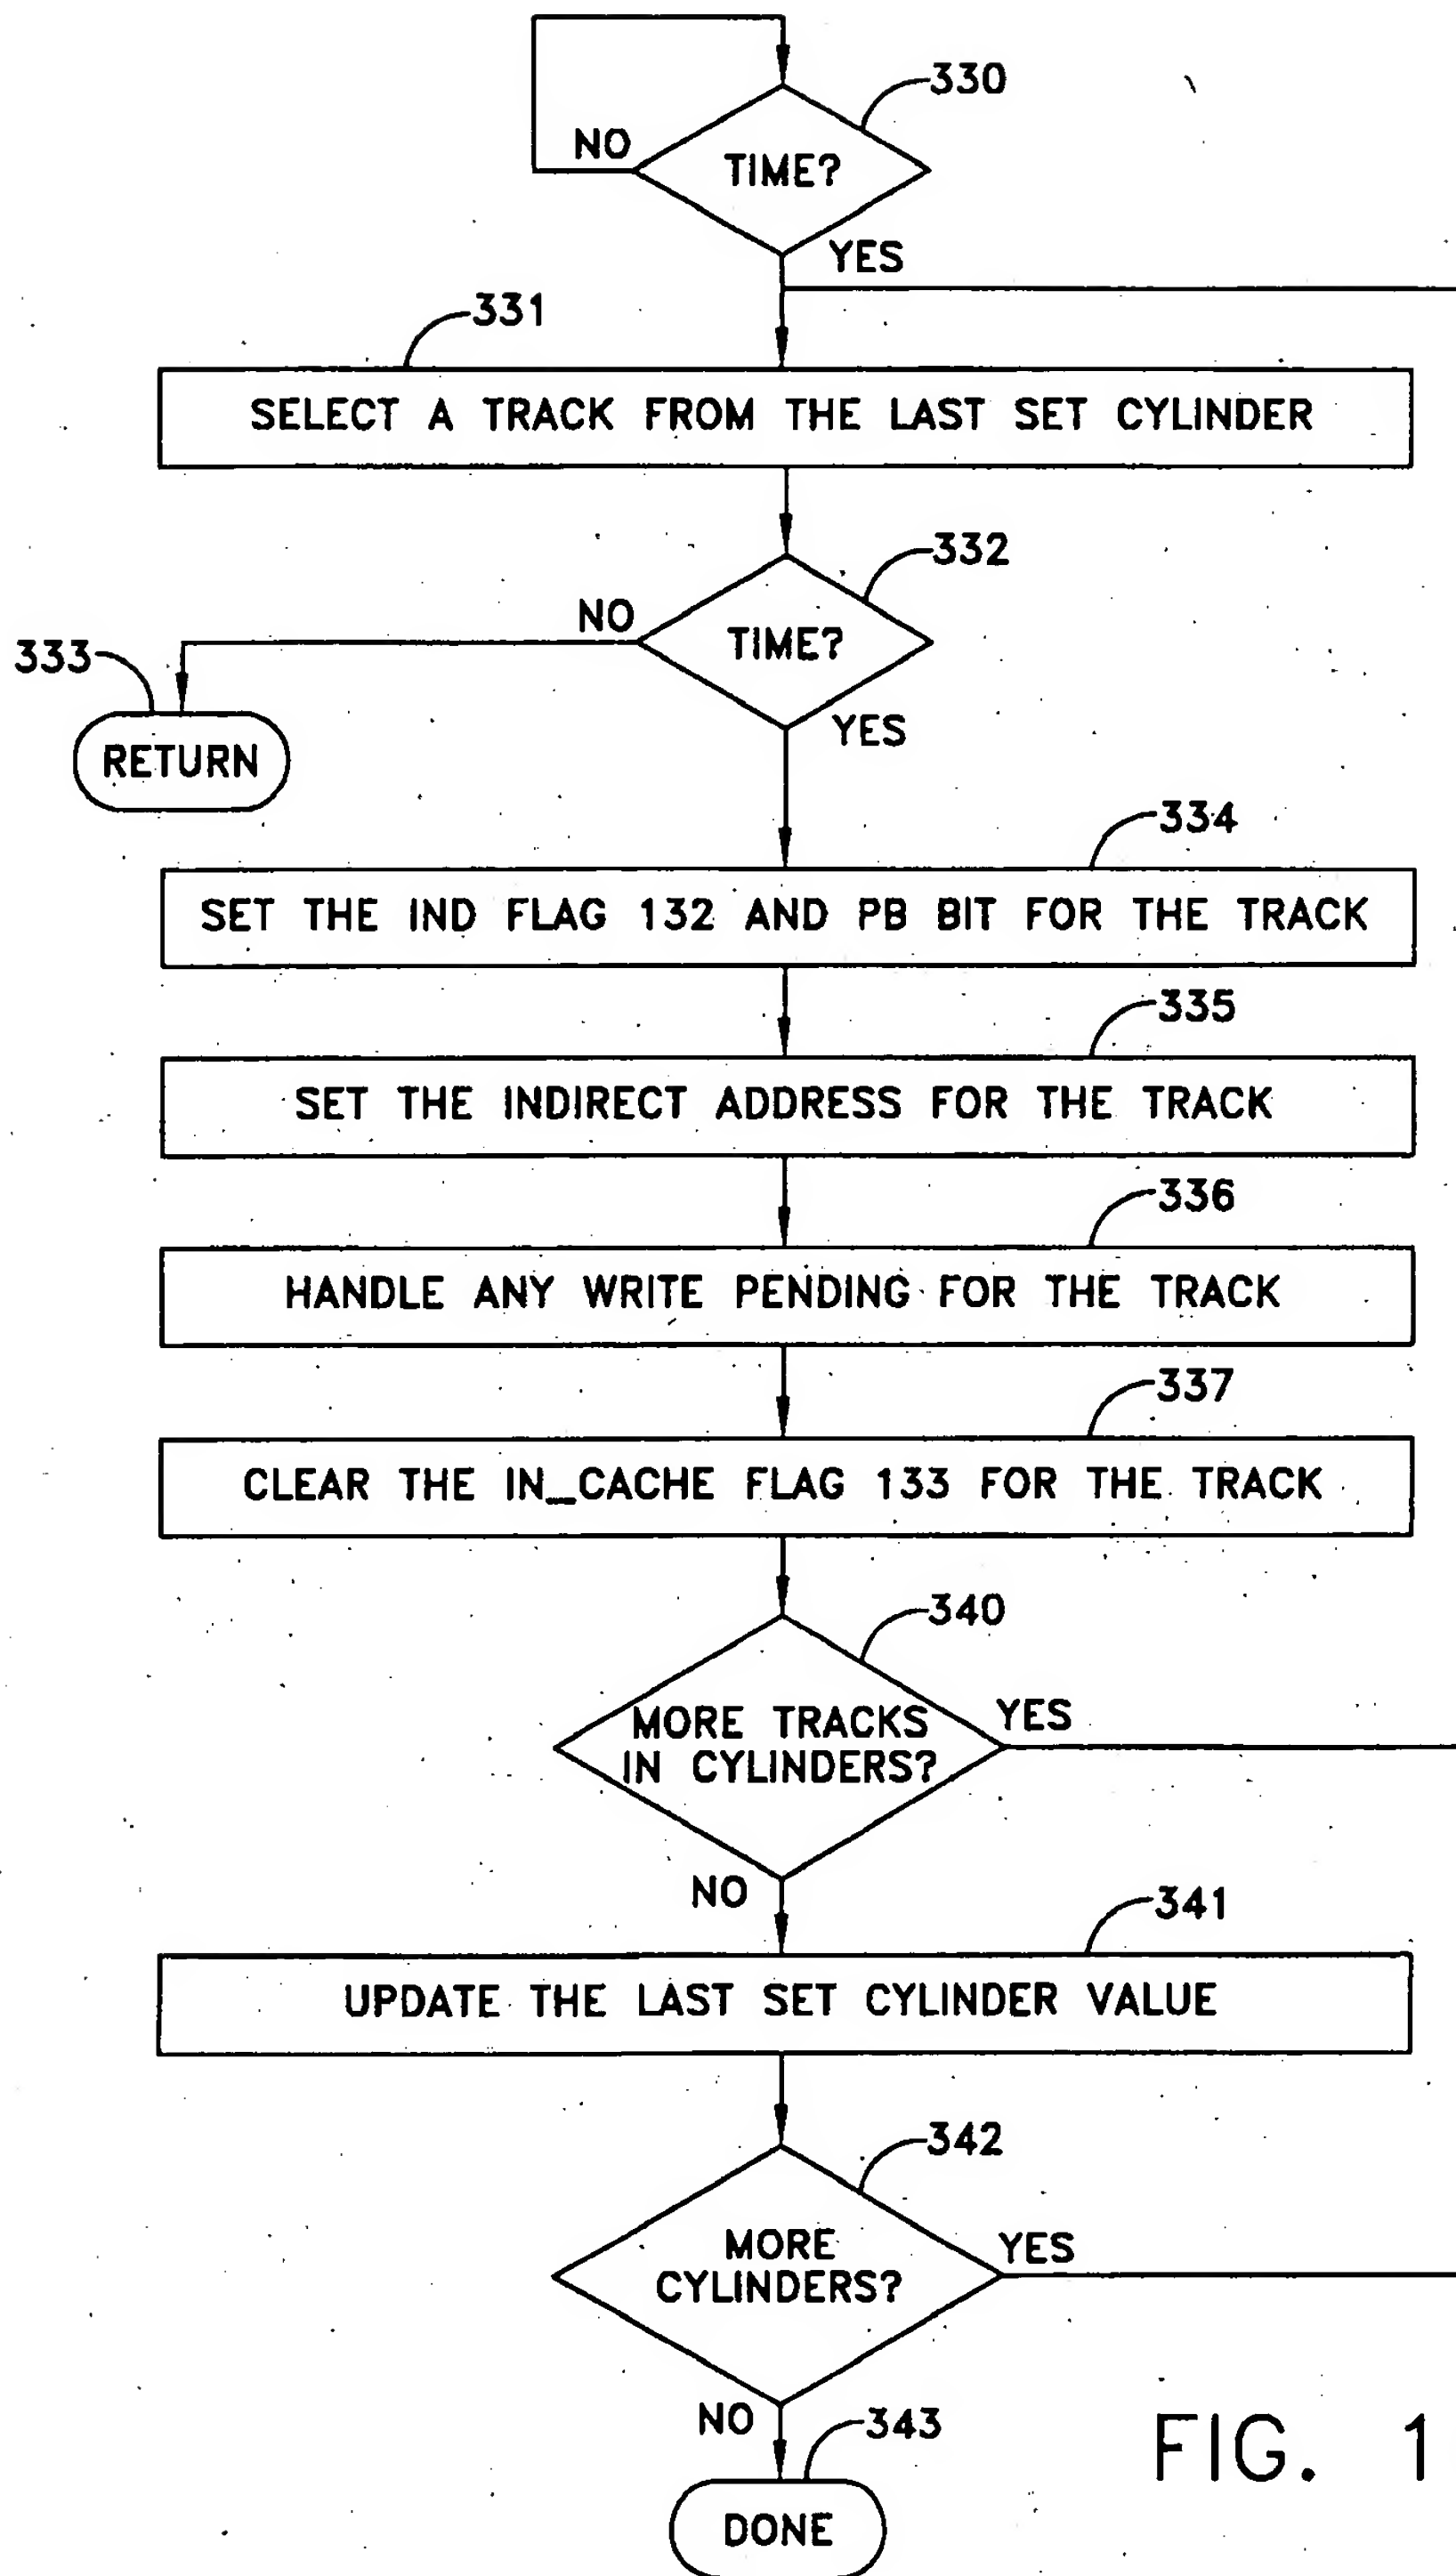 330
TIME?
NO
YES
331
SELECT A TRACK FROM THE LAST SET CYLINDER
332
NO
TIME?
333
YES
RETURN
334
SET THE IND FLAG 132 AND PB BIT FOR THE TRACK
335
SET THE INDIRECT ADDRESS FOR THE TRACK
336
HANDLE ANY WRITE PENDING FOR THE TRACK
337
CLEAR THE IN_CACHE FLAG 133 FOR THE TRACK
340
MORE TRACKS
IN CYLINDERS?
YES
NO
341
UPDATE THE LAST SET CYLINDER VALUE
342
MORE
CYLINDERS?
YES
NO
343
FIG. 1
DONE